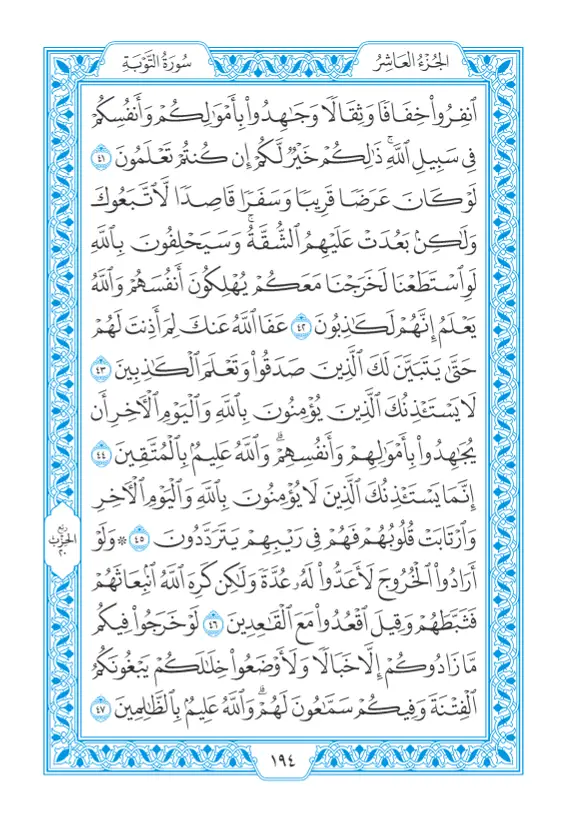 سُورَةُ التَّوْبَةِ
الجُزْءُ العَاشِرُ
ٱنفِرُوا۟ خِفَافًا وَثِقَالًا وَجَـٰهِدُوا۟ بِأَمْوَٰلِكُمْ وَأَنفُسِكُمْ
فِى سَبِيلِ ٱللَّهِ ۚ ذَٰلِكُمْ خَيْرٌ لَّكُمْ إِن كُنتُمْ تَعْلَمُونَ ٤١
لَوْ كَانَ عَرَضًا قَرِيبًا وَسَفَرًا قَاصِدًا لَّٱتَّبَعُوكَ
وَلَـٰكِنۢ بَعُدَتْ عَلَيْهِمُ ٱلشُّقَّةُ ۚ وَسَيَحْلِفُونَ بِٱللَّهِ
لَوِ ٱسْتَطَعْنَا لَخَرَجْنَا مَعَكُمْ يُهْلِكُونَ أَنفُسَهُمْ وَٱللَّهُ
يَعْلَمُ إِنَّهُمْ لَكَـٰذِبُونَ ٤٢ عَفَا ٱللَّهُ عَنكَ لِمَ أَذِنتَ لَهُمْ
حَتَّىٰ يَتَبَيَّنَ لَكَ ٱلَّذِينَ صَدَقُوا۟ وَتَعْلَمَ ٱلْكَـٰذِبِينَ ٤٣
لَا يَسْتَـْٔذِنُكَ ٱلَّذِينَ يُؤْمِنُونَ بِٱللَّهِ وَٱلْيَوْمِ ٱلْـَٔاخِرِ أَن
يُجَـٰهِدُوا۟ بِأَمْوَٰلِهِمْ وَأَنفُسِهِمْ ۗ وَٱللَّهُ عَلِيمٌۢ بِٱلْمُتَّقِينَ ٤٤
إِنَّمَا يَسْتَـْٔذِنُكَ ٱلَّذِينَ لَا يُؤْمِنُونَ بِٱللَّهِ وَٱلْيَوْمِ ٱلْـَٔاخِرِ
وَٱرْتَابَتْ قُلُوبُهُمْ فَهُمْ فِى رَيْبِهِمْ يَتَرَدَّدُونَ ٤٥ * وَلَوْ
أَرَادُوا۟ ٱلْخُرُوجَ لَأَعَدُّوا۟ لَهُۥ عُدَّةً وَلَـٰكِن كَرِهَ ٱللَّهُ ٱنۢبِعَاثَهُمْ
فَثَبَّطَهُمْ وَقِيلَ ٱقْعُدُوا۟ مَعَ ٱلْقَـٰعِدِينَ ٤٦ لَوْ خَرَجُوا۟ فِيكُم
مَّا زَادُوكُمْ إِلَّا خَبَالًا وَلَأَوْضَعُوا۟ خِلَـٰلَكُمْ يَبْغُونَكُمُ
ٱلْفِتْنَةَ وَفِيكُمْ سَمَّـٰعُونَ لَهُمْ ۗ وَٱللَّهُ عَلِيمٌۢ بِٱلظَّـٰلِمِينَ ٤٧
ربع
الحزب
٢٠
١٩٤